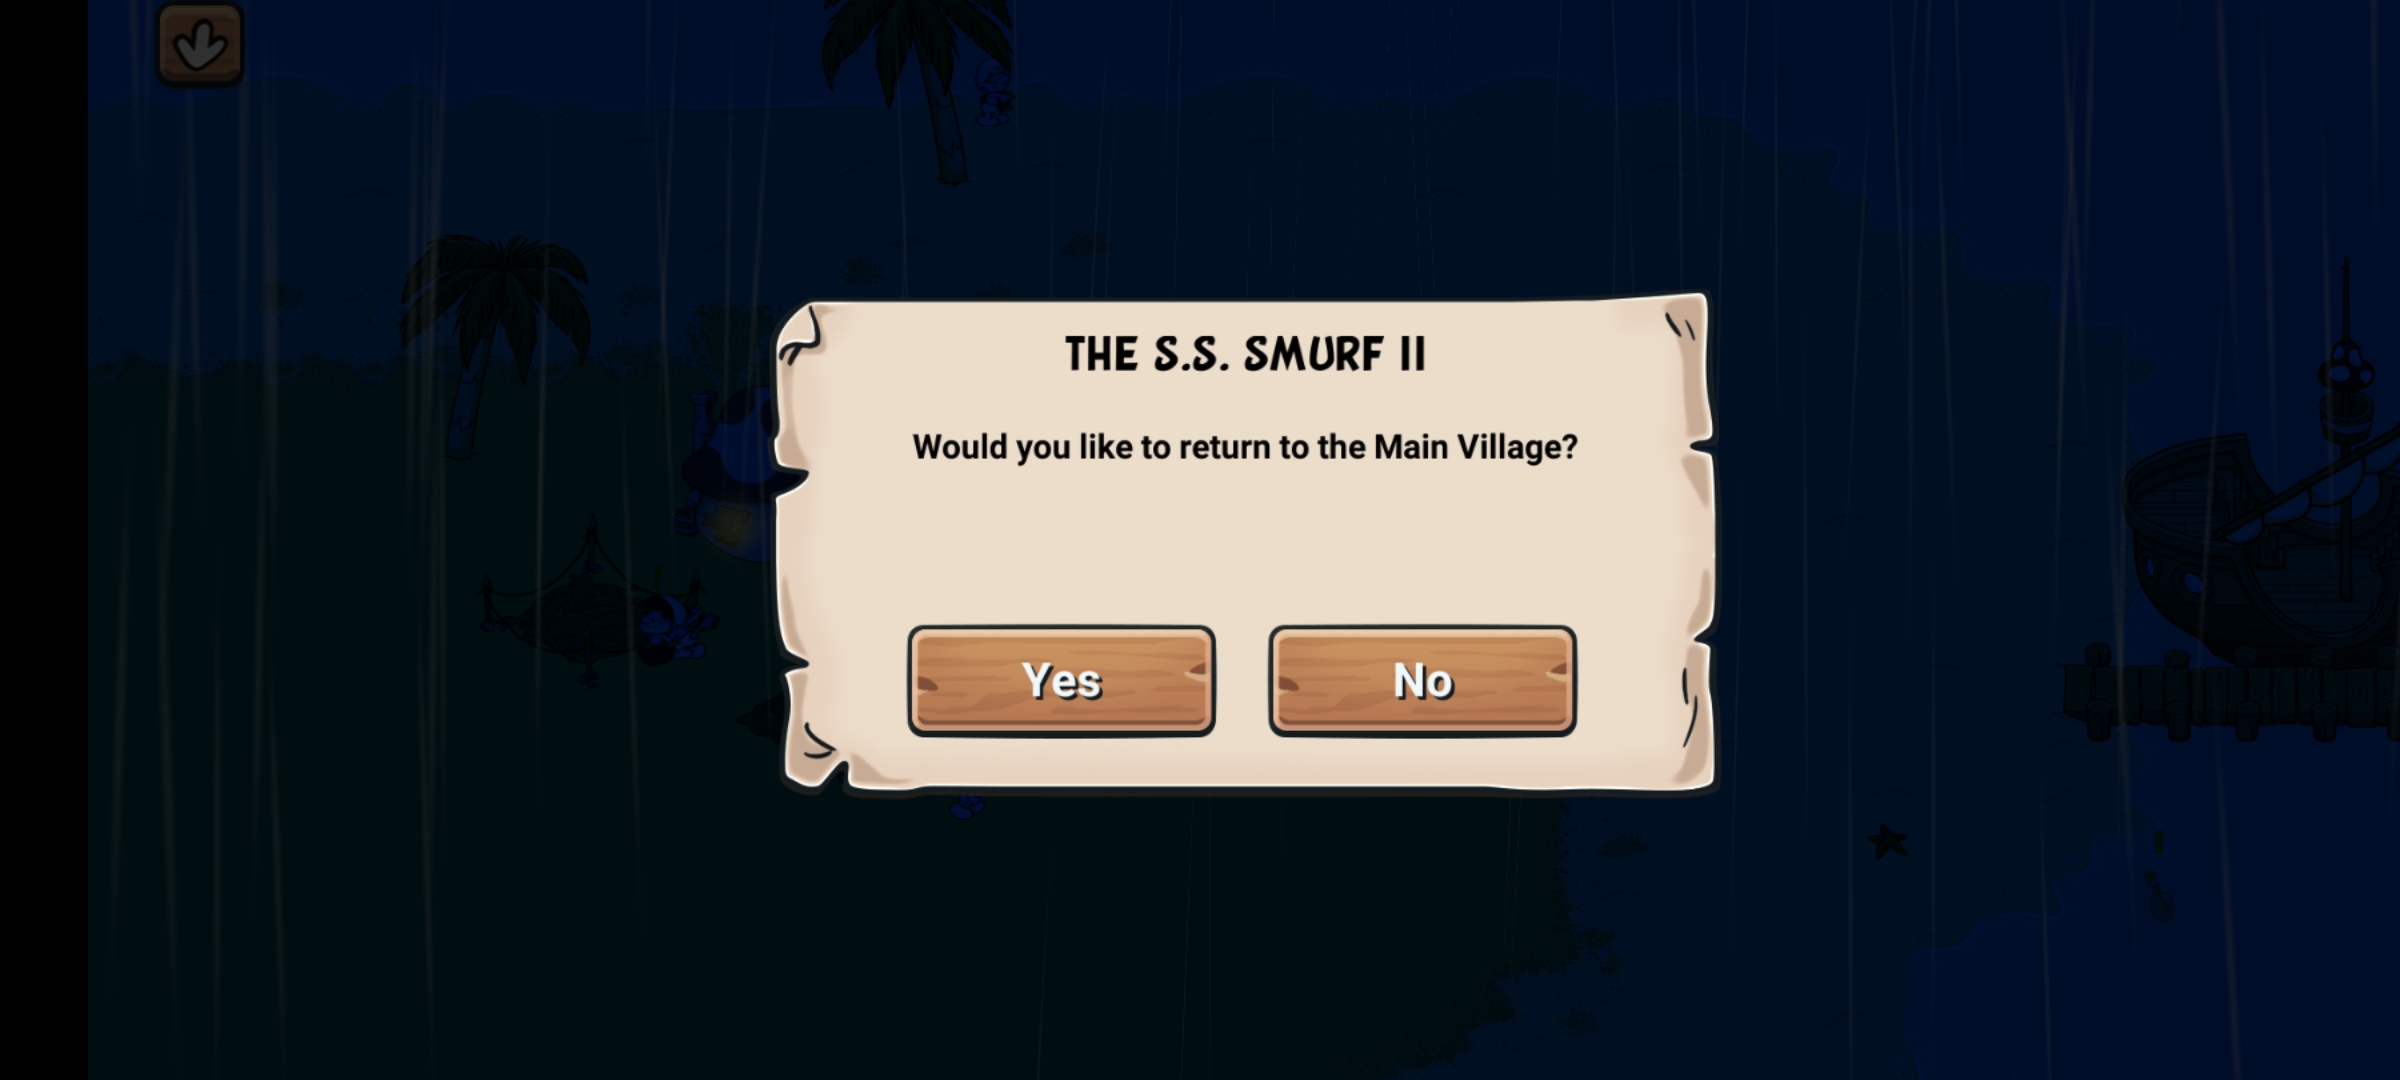 THE S.S. SMURF II
Would you like to return to the Main Village?
Yes
No